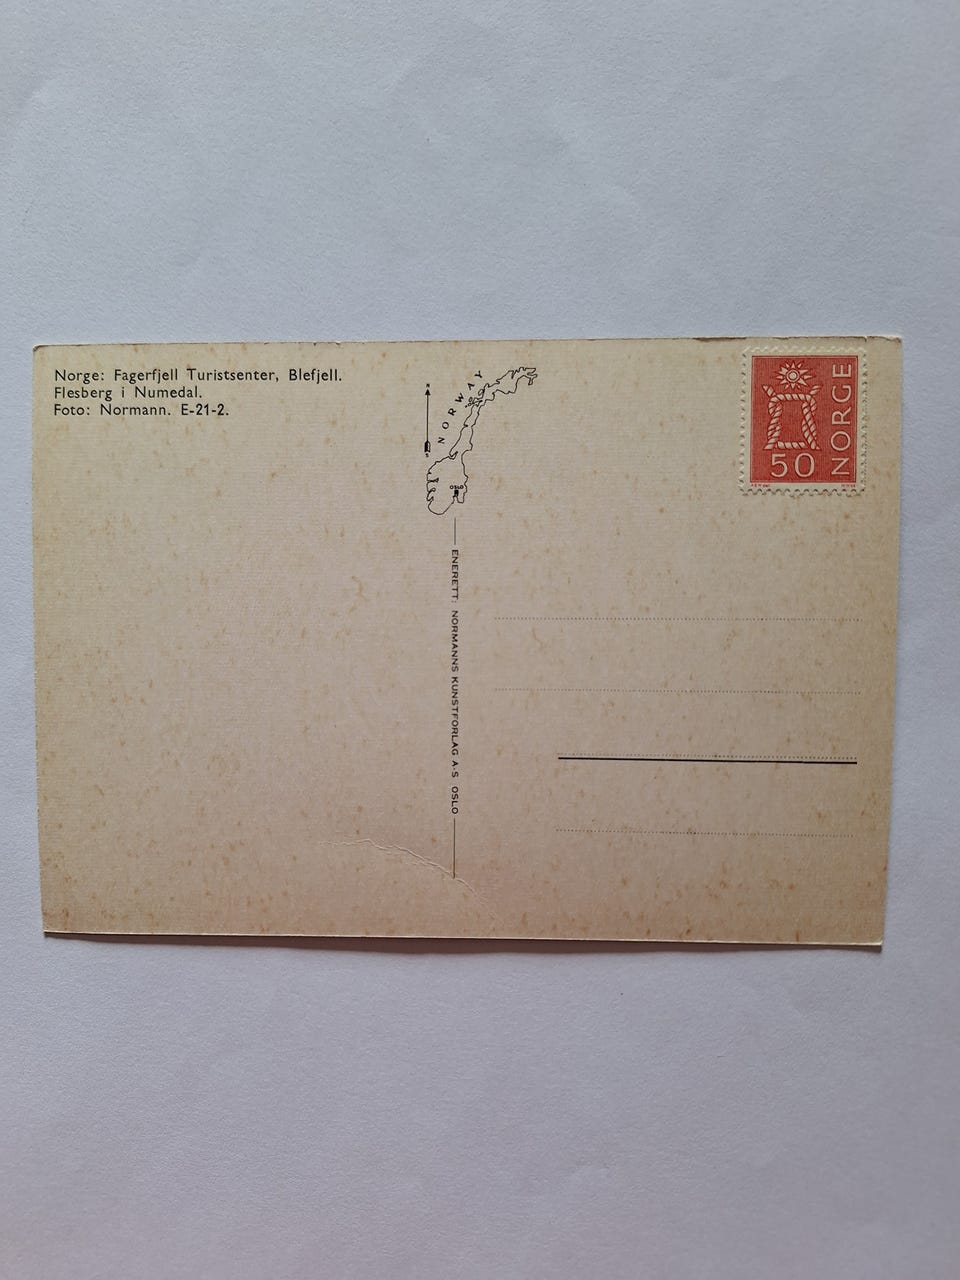 Norge: Fagerfjell Turistsenter, Blefjell.
Flesberg i Numedal.
Foto: Normann. E-21-2.
N
NORWAY
OSLO
ENERETT: NORMANNS KUNSTFORLAG A-S OSLO
NORGE
50